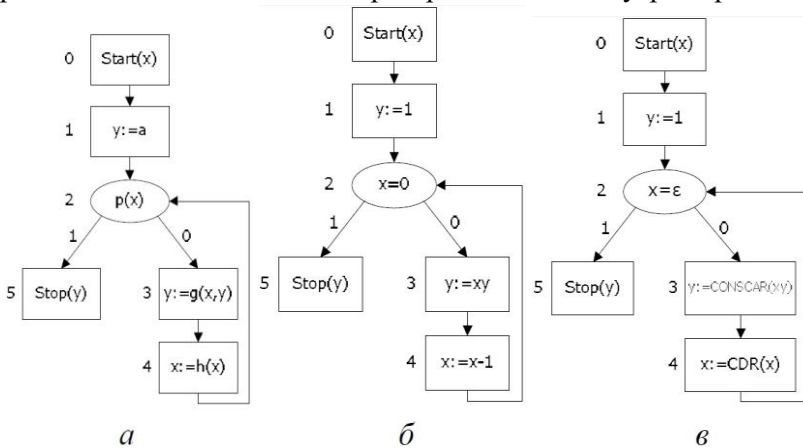 0 Start(x)
1 y:=a
2 p(x)
1 0
5 Stop(y) 3 y:=g(x,y)
4 x:=h(x)
а
0 Start(x)
1 y:=1
2 x=0
1 0
5 Stop(y) 3 y:=xy
4 x:=x-1
б
0 Start(x)
1 y:=1
2 x=ε
1 0
5 Stop(y) 3 y:=CONSCAR(xy)
4 x:=CDR(x)
в